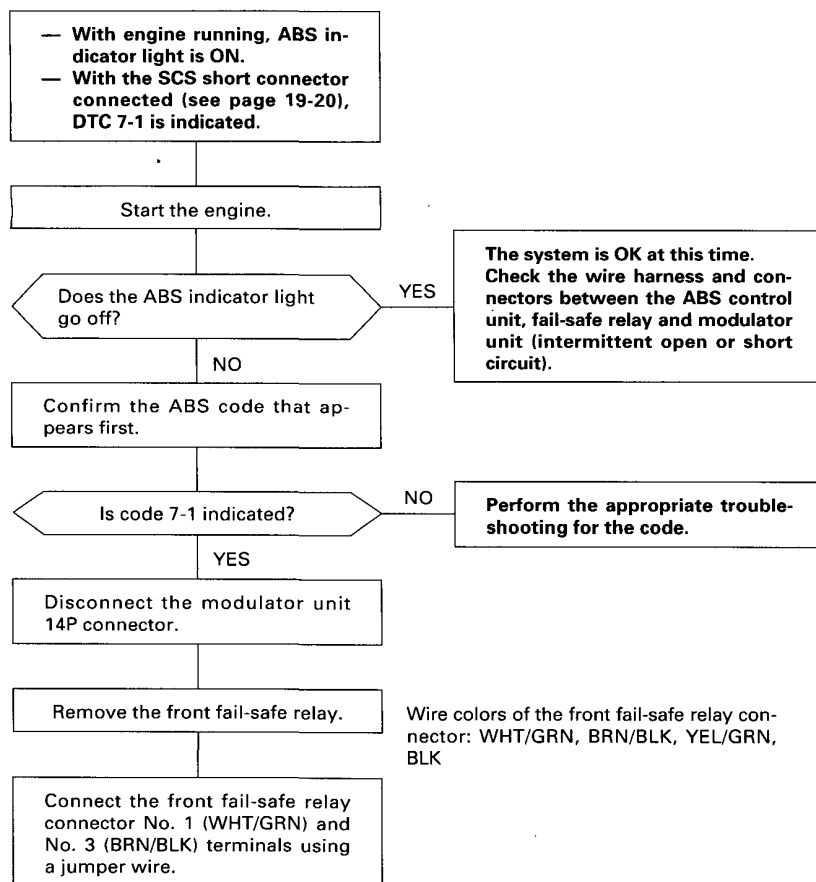 — With engine running, ABS in-
dicator light is ON.
— With the SCS short connector
connected (see page 19-20),
DTC 7-1 is indicated.
Start the engine.
Does the ABS indicator light
go off?
YES
The system is OK at this time.
Check the wire harness and con-
nectors between the ABS control
unit, fail-safe relay and modulator
unit (intermittent open or short
circuit).
NO
Confirm the ABS code that ap-
pears first.
Is code 7-1 indicated?
NO
Perform the appropriate trouble-
shooting for the code.
YES
Disconnect the modulator unit
14P connector.
Remove the front fail-safe relay.
Wire colors of the front fail-safe relay con-
nector: WHT/GRN, BRN/BLK, YEL/GRN,
BLK
Connect the front fail-safe relay
connector No. 1 (WHT/GRN) and
No. 3 (BRN/BLK) terminals using
a jumper wire.